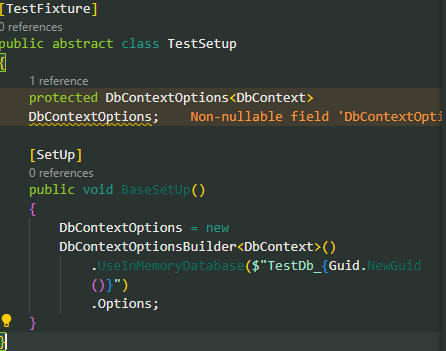 [TestFixture]
0 references
public abstract class TestSetup
{
1 reference
protected DbContextOptions<DbContext>
DbContextOptions; Non-nullable field 'DbContextOpti
[SetUp]
0 references
public void BaseSetUp()
{
DbContextOptions = new
DbContextOptionsBuilder<DbContext>()
.UseInMemoryDatabase($"TestDb_{Guid.NewGuid
()}")
.Options;
}
}